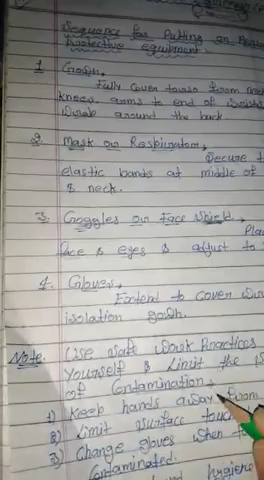 Sequence for Putting on
Protective equipment.
1 Gown,
Fully cover torso from neck
knees, arms to end of wrists
wrap around the back.
2. Mask or Respirator,
Secure
elastic bands at middle of
& neck.
3. Goggles or Face Shield,
face & eyes & adjust to
4. Gloves,
Extend to cover
isolation gown.
Note. Use Safe Work Practices
Yourself & Limit the
of Contamination,
1) Keep hands away from
2) Limit surface
3) Change gloves when
Contaminated.
hygiene